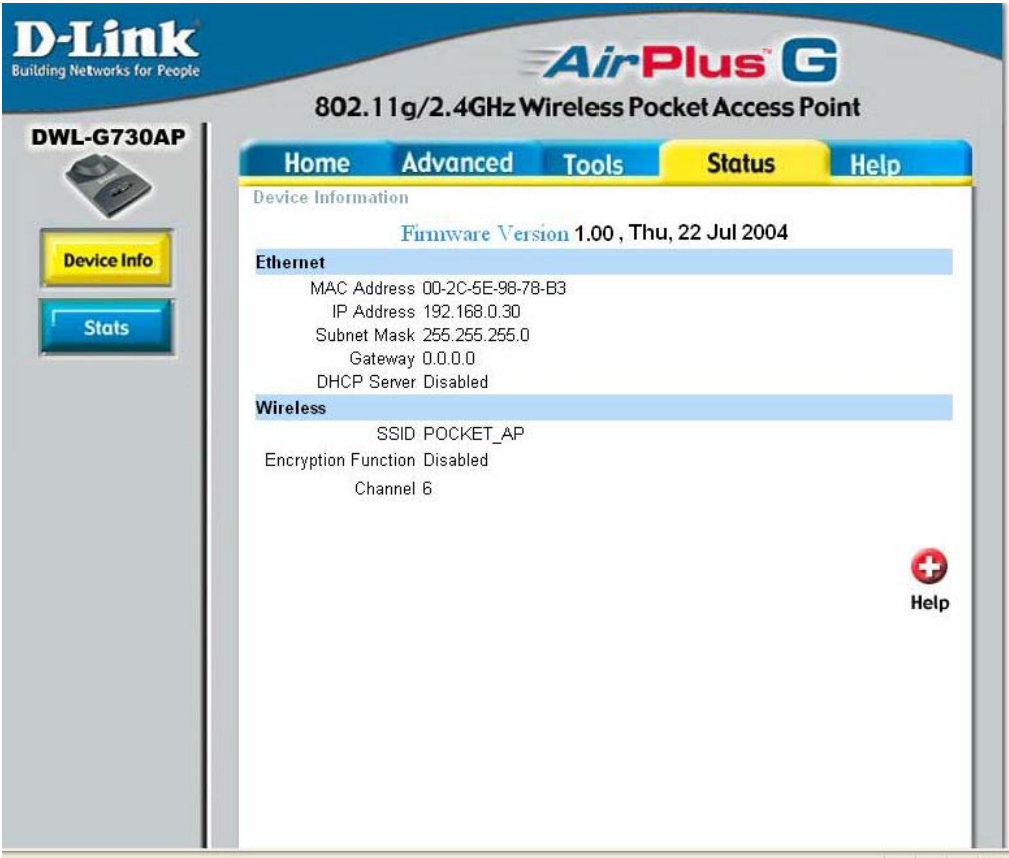 D-Link
Building Networks for People
AirPlus™ G
802.11g/2.4GHz Wireless Pocket Access Point
DWL-G730AP
Home Advanced Tools Status Help
Device Information
Device Info
Stats
Firmware Version 1.00 , Thu, 22 Jul 2004
Ethernet
MAC Address 00-2C-5E-98-78-B3
IP Address 192.168.0.30
Subnet Mask 255.255.255.0
Gateway 0.0.0.0
DHCP Server Disabled
Wireless
SSID POCKET_AP
Encryption Function Disabled
Channel 6
Help